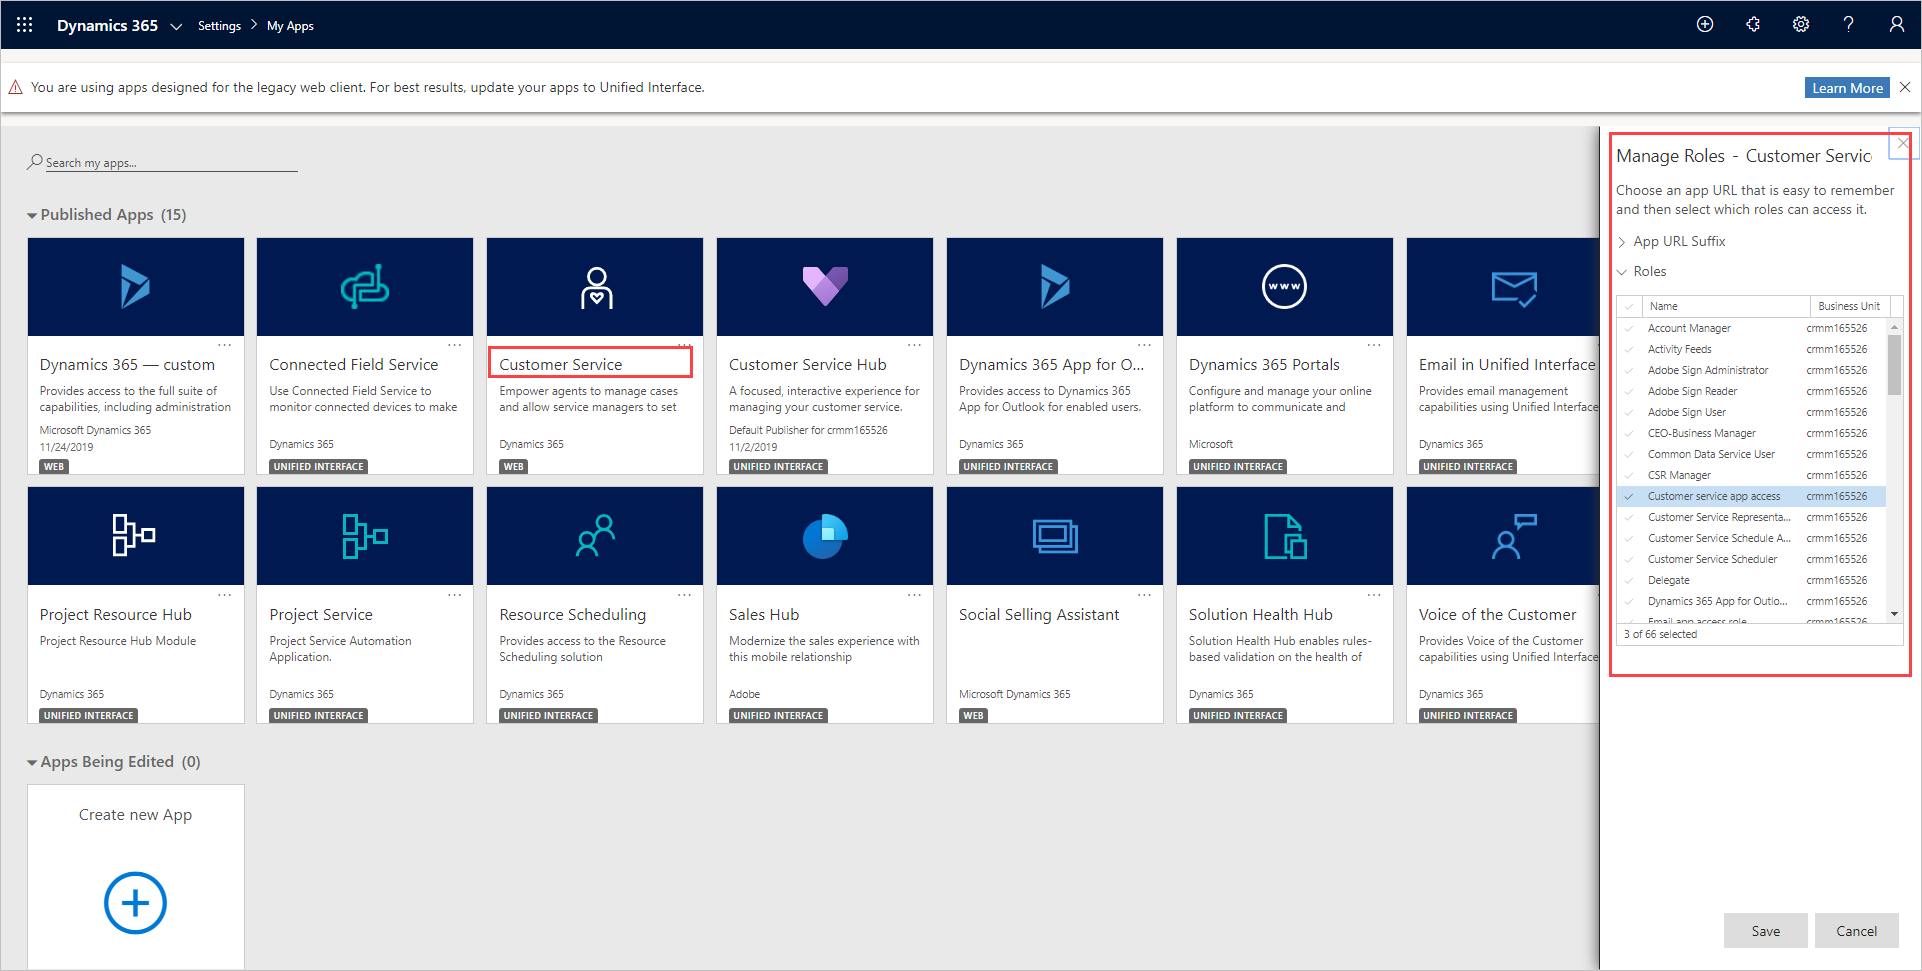 Dynamics 365 Settings > My Apps
You are using apps designed for the legacy web client. For best results, update your apps to Unified Interface.
Learn More
Search my apps...
Published Apps (15)
Dynamics 365 — custom
Provides access to the full suite of
capabilities, including administration
Microsoft Dynamics 365
11/24/2019
WEB
Connected Field Service
Use Connected Field Service to
monitor connected devices to make
Dynamics 365
UNIFIED INTERFACE
Customer Service
Empower agents to manage cases
and allow service managers to set
Dynamics 365
WEB
Customer Service Hub
A focused, interactive experience for
managing your customer service.
Default Publisher for crmm165526
11/2/2019
UNIFIED INTERFACE
Dynamics 365 App for O...
Provides access to Dynamics 365
App for Outlook for enabled users.
Dynamics 365
UNIFIED INTERFACE
www
Dynamics 365 Portals
Configure and manage your online
platform to communicate and
Microsoft
UNIFIED INTERFACE
Email in Unified Interface
Provides email management
capabilities using Unified Interface
Dynamics 365
UNIFIED INTERFACE
Project Resource Hub
Project Resource Hub Module
Dynamics 365
UNIFIED INTERFACE
Project Service
Project Service Automation
Application.
Dynamics 365
UNIFIED INTERFACE
Resource Scheduling
Provides access to the Resource
Scheduling solution
Dynamics 365
UNIFIED INTERFACE
Sales Hub
Modernize the sales experience with
this mobile relationship
Adobe
UNIFIED INTERFACE
Social Selling Assistant
Microsoft Dynamics 365
WEB
Solution Health Hub
Solution Health Hub enables rules-
based validation on the health of
Dynamics 365
UNIFIED INTERFACE
Voice of the Customer
Provides Voice of the Customer
capabilities using Unified Interface
Dynamics 365
UNIFIED INTERFACE
Apps Being Edited (0)
Create new App
Manage Roles - Customer Servic
Choose an app URL that is easy to remember
and then select which roles can access it.
App URL Suffix
Roles
Name Business Unit
Account Manager crmm165526
Activity Feeds crmm165526
Adobe Sign Administrator crmm165526
Adobe Sign Reader crmm165526
Adobe Sign User crmm165526
CEO-Business Manager crmm165526
Common Data Service User crmm165526
CSR Manager crmm165526
Customer service app access crmm165526
Customer Service Representa... crmm165526
Customer Service Schedule A... crmm165526
Customer Service Scheduler crmm165526
Delegate crmm165526
Dynamics 365 App for Outlo... crmm165526
Email app access role crmm165526
3 of 66 selected
Save Cancel